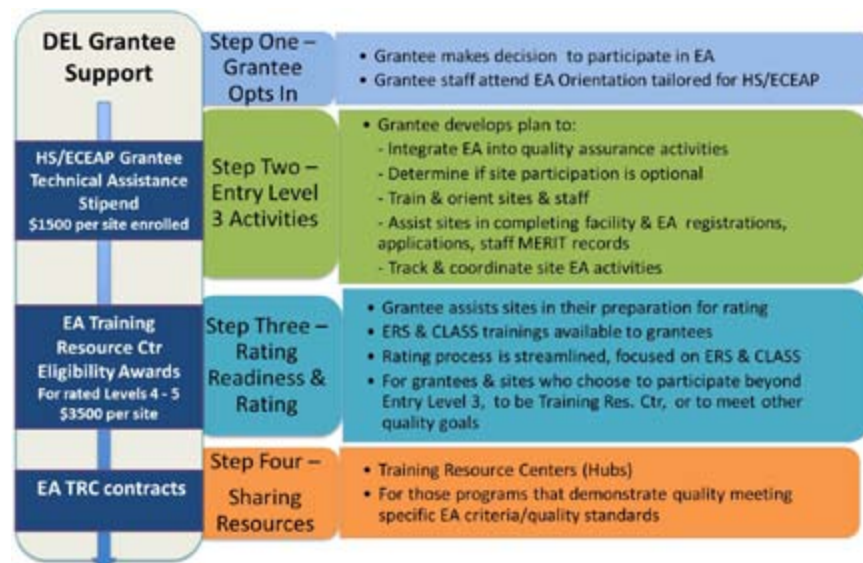 DEL Grantee
Support
HS/ECEAP Grantee
Technical Assistance
Stipend
$1500 per site enrolled
EA Training
Resource Ctr
Eligibility Awards
For rated Levels 4 - 5
$3500 per site
EA TRC contracts
Step One –
Grantee
Opts In
• Grantee makes decision to participate in EA
• Grantee staff attend EA Orientation tailored for HS/ECEAP
Step Two –
Entry Level
3 Activities
• Grantee develops plan to:
- Integrate EA into quality assurance activities
- Determine if site participation is optional
- Train & orient sites & staff
- Assist sites in completing facility & EA registrations,
applications, staff MERIT records
- Track & coordinate site EA activities
Step Three –
Rating
Readiness &
Rating
• Grantee assists sites in their preparation for rating
• ERS & CLASS trainings available to grantees
• Rating process is streamlined, focused on ERS & CLASS
• For grantees & sites who choose to participate beyond
Entry Level 3, to be Training Res. Ctr, or to meet other
quality goals
Step Four –
Sharing
Resources
• Training Resource Centers (Hubs)
• For those programs that demonstrate quality meeting
specific EA criteria/quality standards